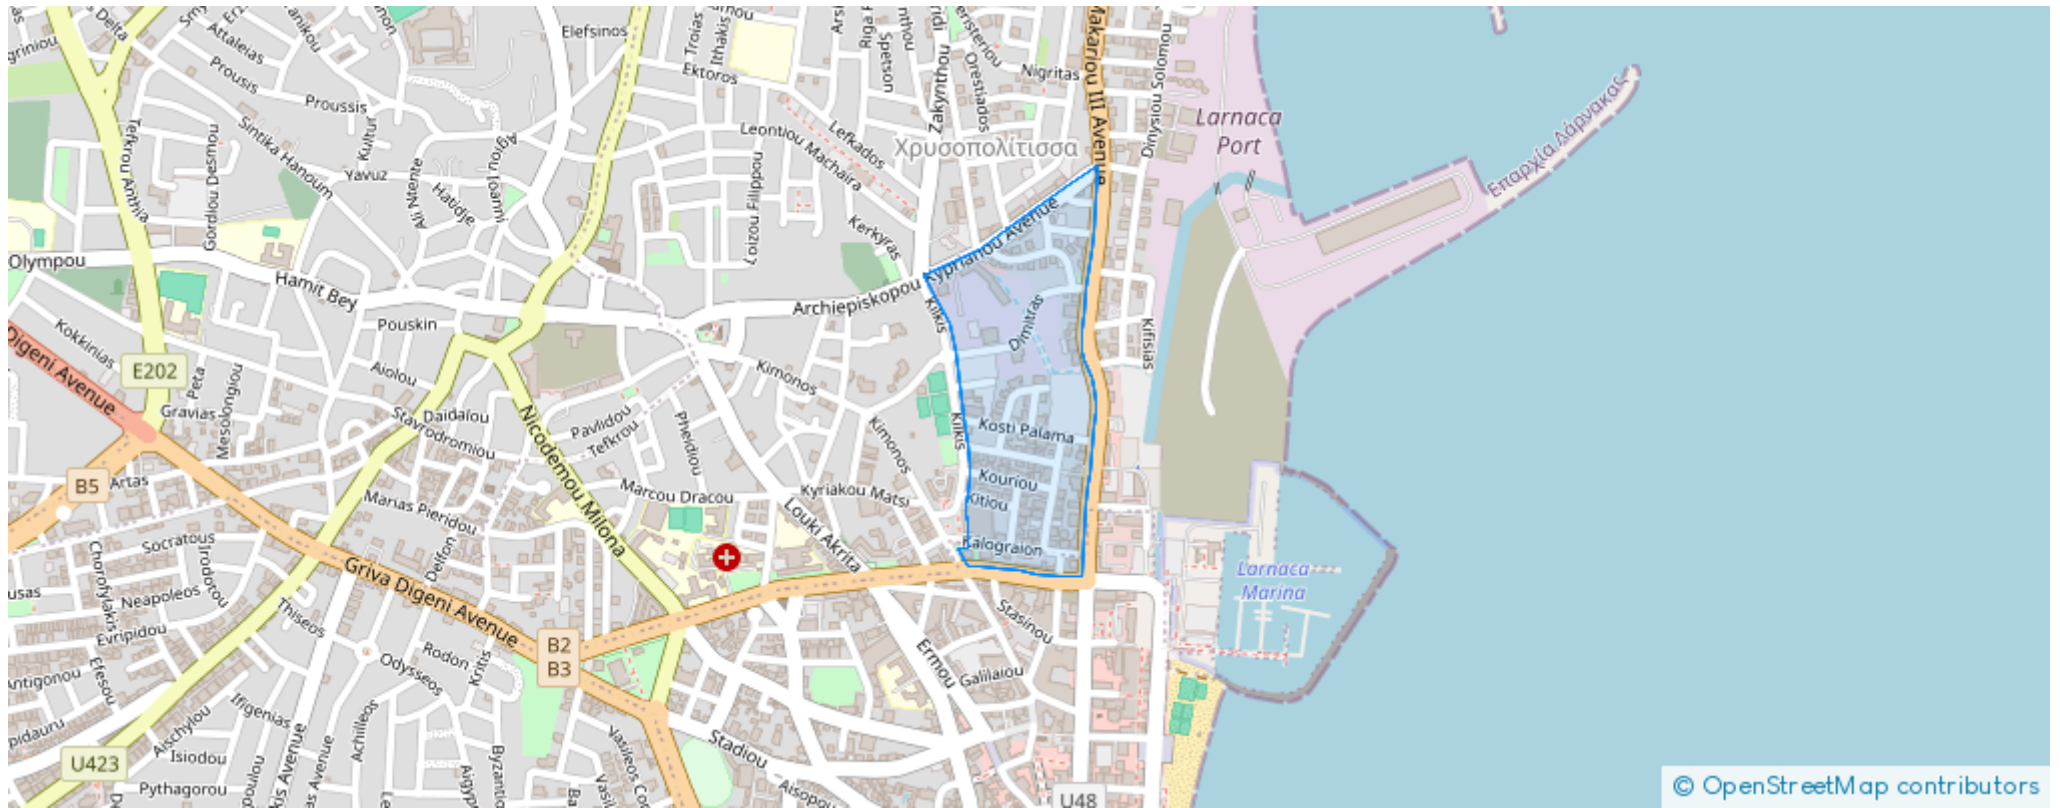 Elefsinos
Attaleias
Prousis
Proussis
Ektoros
Troias
Ithakis
Spetson
Zakynthou
Orestiados
Nigritas
Makariou III Avenue
Dinysiou Solomou
Larnaca
Port
Επαρχία Λάρνακας
Χρυσοπολίτισσα
Tefkrou Anthia
Gordiou Desmou
Sintika Hanoum
Kultur
Yavuz
Ali Ntente
Hatidje
Agiou Ioanni
Leontiou Machaira
Lefkados
Loizou Filippou
Kerkyras
Olympou
Hamit Bey
Archiepiskopou Kyprianou Avenue
Kilkis
Dimitras
Kifisias
Pouskin
Kokkinias
Digeni Avenue
E202
Peta
Gravias
Mesolongiou
Aiolou
Daidalou
Stavrodromiou
Nicodemou Milona
Pavlidou
Tefkrou
Pheidiou
Kimonos
Kimonos
Kilkis
Kosti Palama
Kouriou
Kitiou
Kalograion
B5
Artas
Marias Pieridou
Marcou Dracou
Kyriakou Matsi
Louki Akrita
Socratous
Irodotou
Chorofylakis
Neapoleos
Evripidou
Delfon
Griva Digeni Avenue
Thiseos
B2
B3
Rodon
Kritis
Odysseos
Antigonou
Efesou
Ifigenias
Aischylou
Isiodou
Achilleos
U423
Pythagorou
Stasinou
Ermou
Galilaiou
Larnaca
Marina
Stadiou
U48
© OpenStreetMap contributors